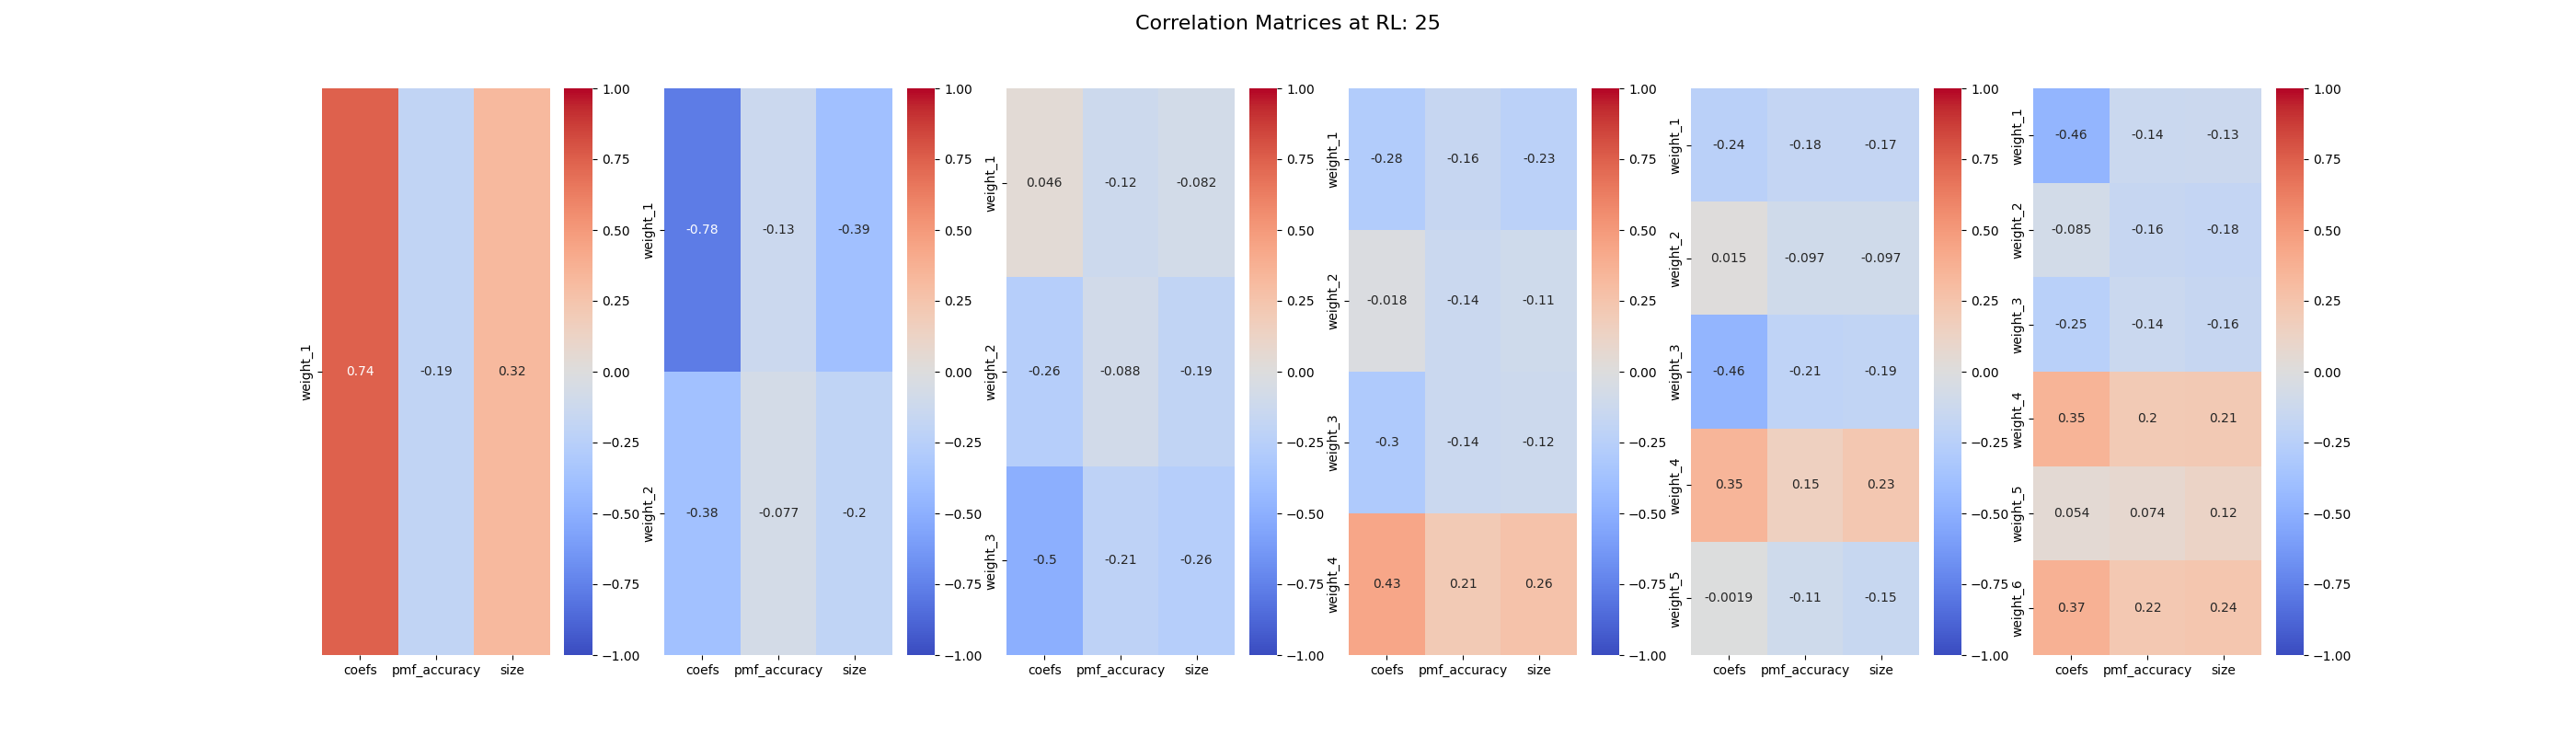 Correlation Matrices at RL: 25
weight_1
0.74 -0.19 0.32
coefs pmf_accuracy size
1.00
0.75
0.50
0.25
0.00
−0.25
−0.50
−0.75
−1.00
weight_1
-0.78 -0.13 -0.39
weight_2
-0.38 -0.077 -0.2
coefs pmf_accuracy size
1.00
0.75
0.50
0.25
0.00
−0.25
−0.50
−0.75
−1.00
weight_1
0.046 -0.12 -0.082
weight_2
-0.26 -0.088 -0.19
weight_3
-0.5 -0.21 -0.26
coefs pmf_accuracy size
1.00
0.75
0.50
0.25
0.00
−0.25
−0.50
−0.75
−1.00
weight_1
-0.28 -0.16 -0.23
weight_2
-0.018 -0.14 -0.11
weight_3
-0.3 -0.14 -0.12
weight_4
0.43 0.21 0.26
coefs pmf_accuracy size
1.00
0.75
0.50
0.25
0.00
−0.25
−0.50
−0.75
−1.00
weight_1
-0.24 -0.18 -0.17
weight_2
0.015 -0.097 -0.097
weight_3
-0.46 -0.21 -0.19
weight_4
0.35 0.15 0.23
weight_5
-0.0019 -0.11 -0.15
coefs pmf_accuracy size
1.00
0.75
0.50
0.25
0.00
−0.25
−0.50
−0.75
−1.00
weight_1
-0.46 -0.14 -0.13
weight_2
-0.085 -0.16 -0.18
weight_3
-0.25 -0.14 -0.16
weight_4
0.35 0.2 0.21
weight_5
0.054 0.074 0.12
weight_6
0.37 0.22 0.24
coefs pmf_accuracy size
1.00
0.75
0.50
0.25
0.00
−0.25
−0.50
−0.75
−1.00